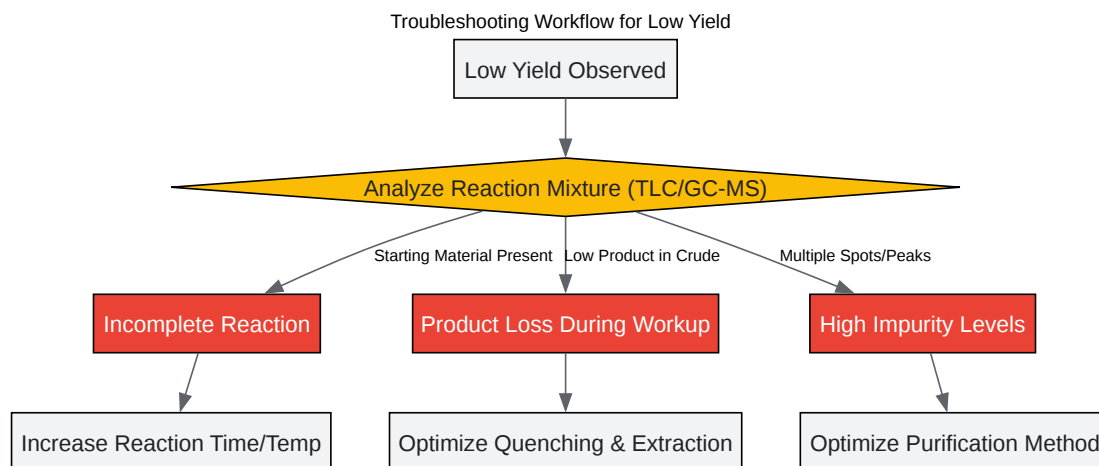 Troubleshooting Workflow for Low Yield
Low Yield Observed
Analyze Reaction Mixture (TLC/GC-MS)
Starting Material Present
Low Product in Crude
Multiple Spots/Peaks
Incomplete Reaction
Product Loss During Workup
High Impurity Levels
Increase Reaction Time/Temp
Optimize Quenching & Extraction
Optimize Purification Method